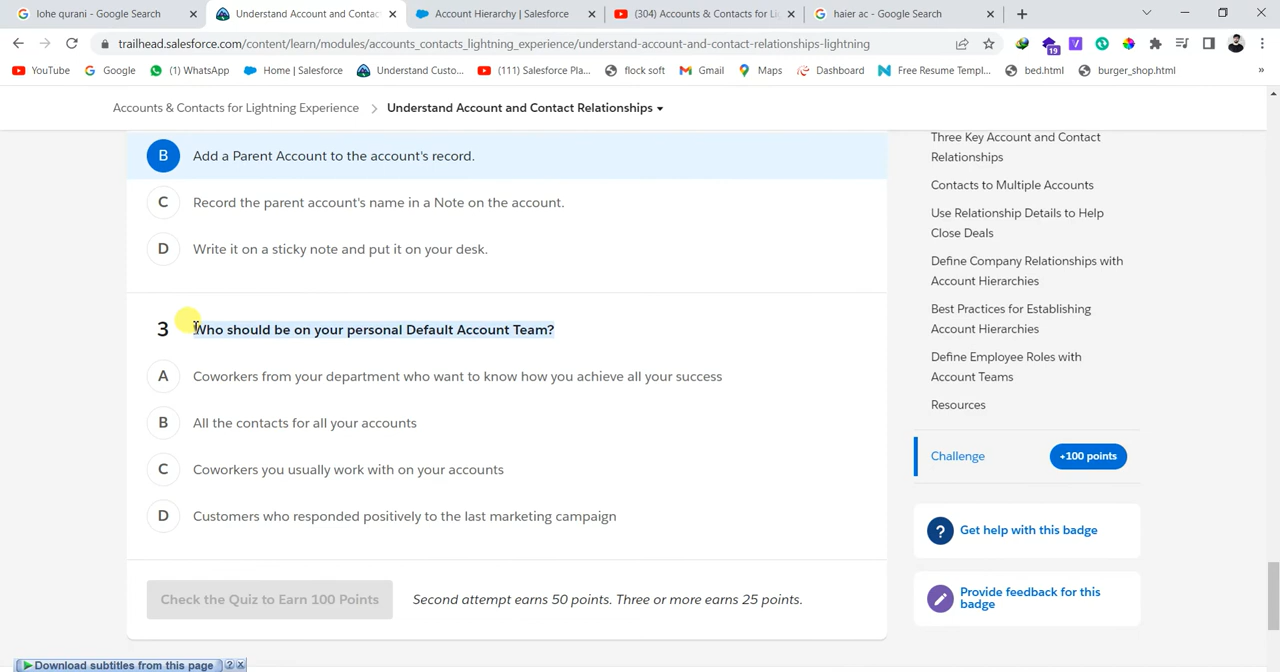 lohe qurani - Google Search
Understand Account and Contac
Account Hierarchy | Salesforce
(304) Accounts & Contacts for Li
haier ac - Google Search
trailhead.salesforce.com/content/learn/modules/accounts_contacts_lightning_experience/understand-account-and-contact-relationships-lightning
YouTube
Google
(1) WhatsApp
Home | Salesforce
Understand Custo...
(111) Salesforce Pla...
flock soft
Gmail
Maps
Dashboard
Free Resume Templ...
bed.html
burger_shop.html
19
Accounts & Contacts for Lightning Experience
Understand Account and Contact Relationships
B Add a Parent Account to the account's record.
C Record the parent account's name in a Note on the account.
D Write it on a sticky note and put it on your desk.
3 Who should be on your personal Default Account Team?
A Coworkers from your department who want to know how you achieve all your success
B All the contacts for all your accounts
C Coworkers you usually work with on your accounts
D Customers who responded positively to the last marketing campaign
Check the Quiz to Earn 100 Points
Second attempt earns 50 points. Three or more earns 25 points.
Three Key Account and Contact
Relationships
Contacts to Multiple Accounts
Use Relationship Details to Help
Close Deals
Define Company Relationships with
Account Hierarchies
Best Practices for Establishing
Account Hierarchies
Define Employee Roles with
Account Teams
Resources
Challenge
+100 points
Get help with this badge
Provide feedback for this
badge
Download subtitles from this page